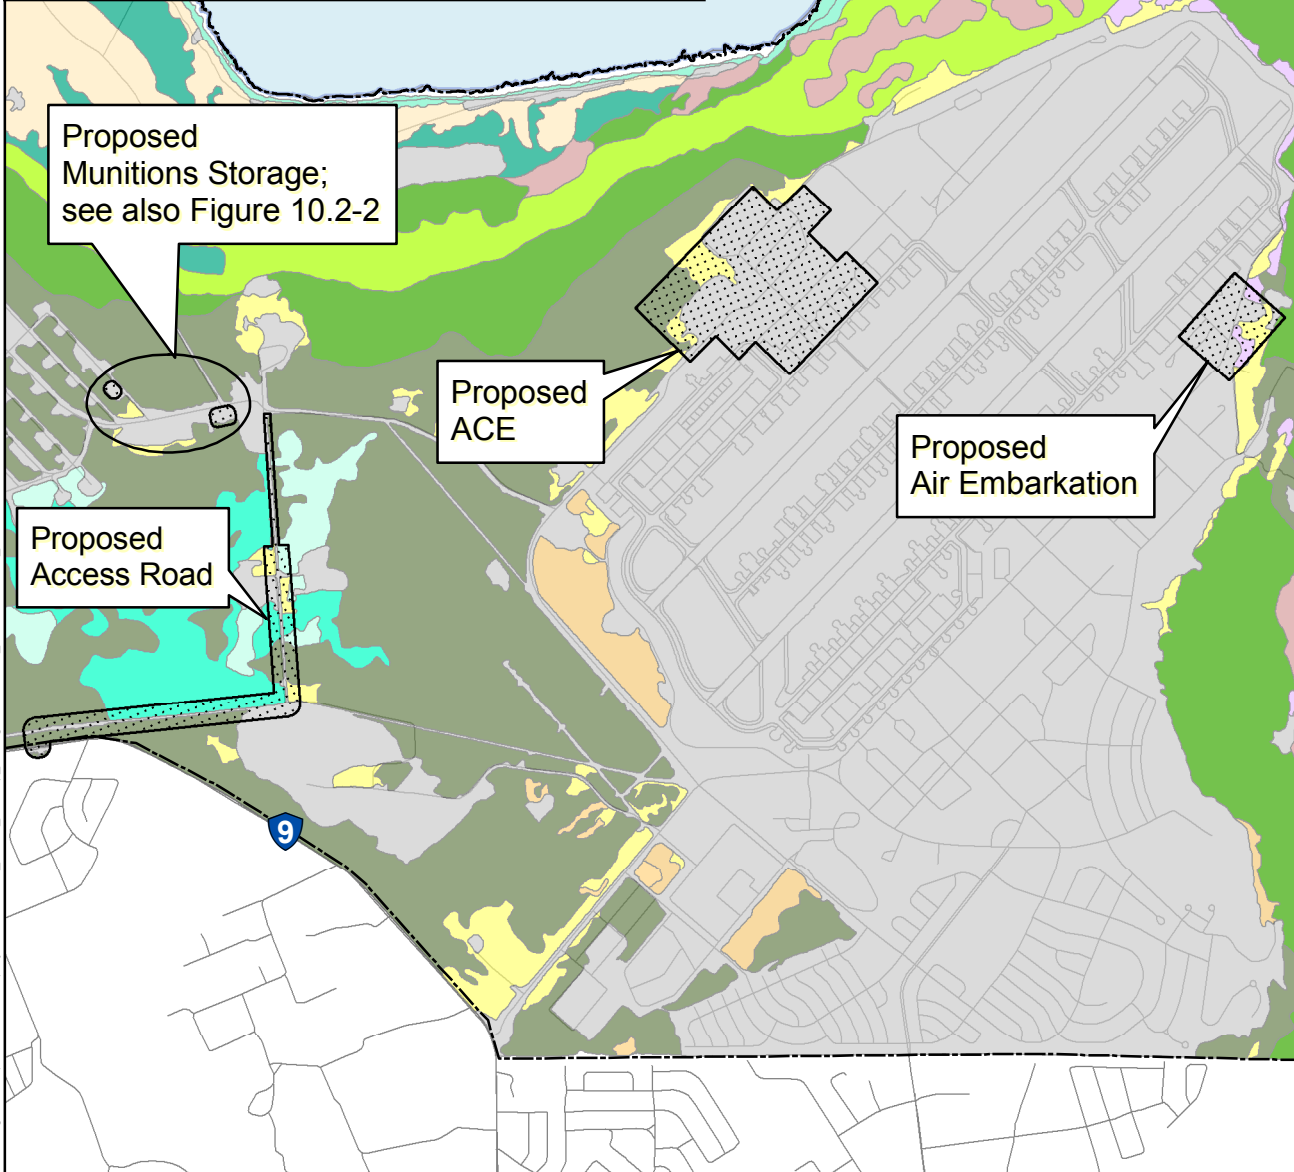 Proposed
Munitions Storage;
see also Figure 10.2-2
Proposed
ACE
Proposed
Air Embarkation
Proposed
Access Road
9